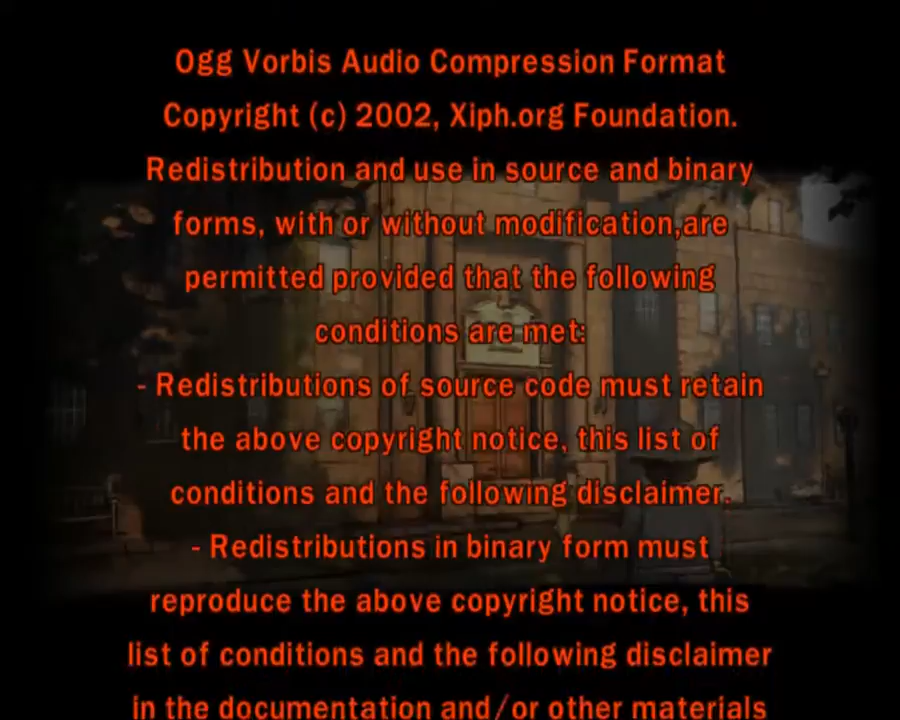 Ogg Vorbis Audio Compression Format
Copyright (c) 2002, Xiph.org Foundation.
Redistribution and use in source and binary
forms, with or without modification,are
permitted provided that the following
conditions are met:
- Redistributions of source code must retain
the above copyright notice, this list of
conditions and the following disclaimer.
- Redistributions in binary form must
reproduce the above copyright notice, this
list of conditions and the following disclaimer
in the documentation and/or other materials